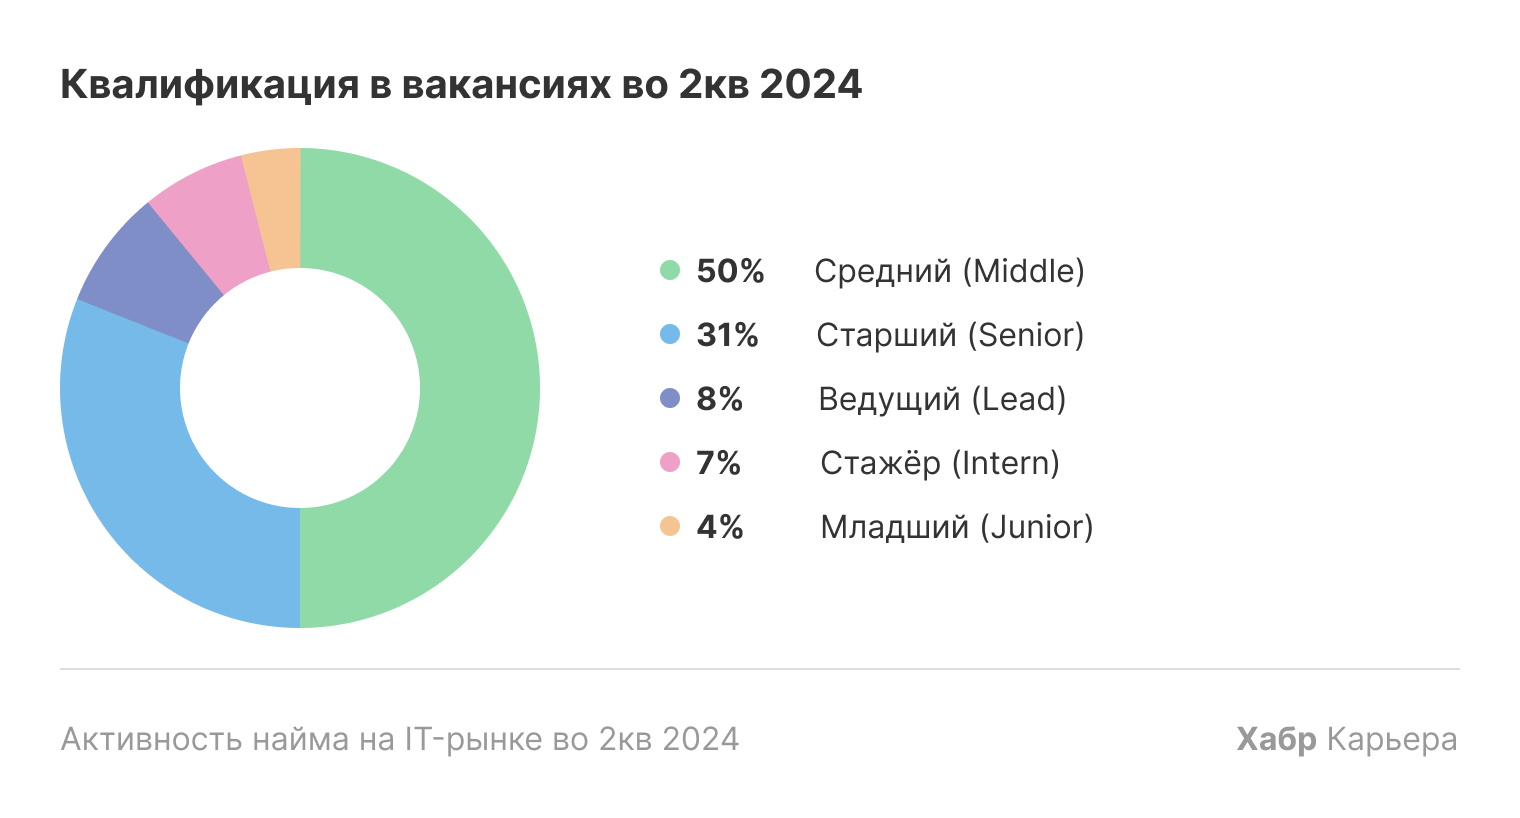 Квалификация в вакансиях во 2кв 2024
50% Средний (Middle)
31% Старший (Senior)
8% Ведущий (Lead)
7% Стажёр (Intern)
4% Младший (Junior)
Активность найма на IT-рынке во 2кв 2024
Хабр Карьера